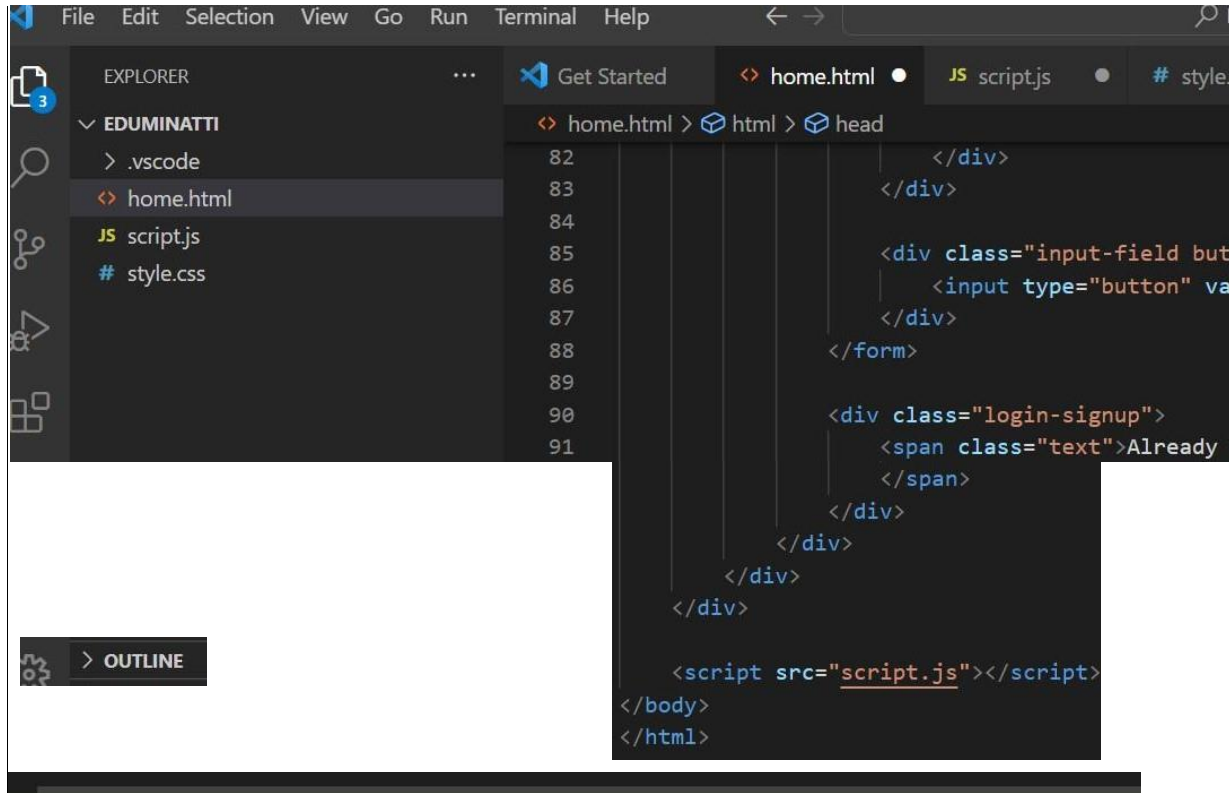 File Edit Selection View Go Run Terminal Help
EXPLORER
3
EDUMINATTI
.vscode
home.html
JS script.js
# style.css
OUTLINE
Get Started
home.html
JS script.js
# style.
home.html > html > head
82 </div>
83 </div>
84
85 <div class="input-field but
86 <input type="button" va
87 </div>
88 </form>
89
90 <div class="login-signup">
91 <span class="text">Already
</span>
</div>
</div>
</div>
</div>
<script src="script.js"></script>
</body>
</html>